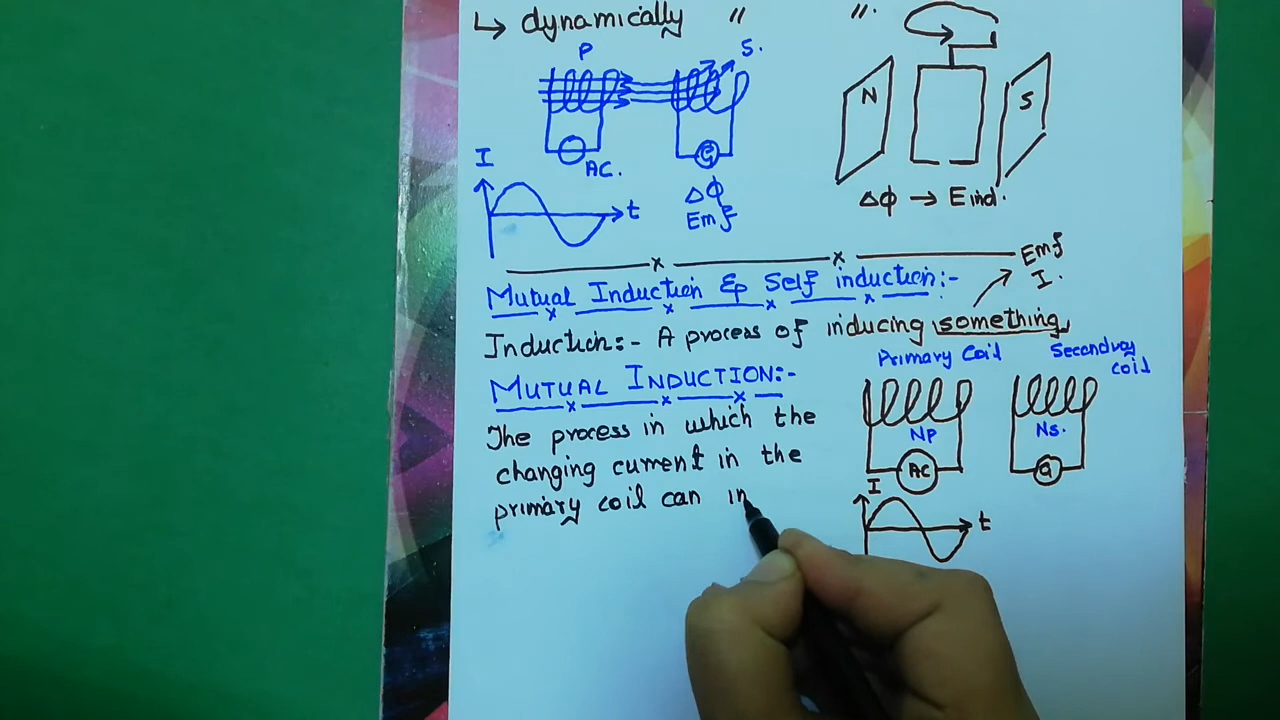 ↳ dynamically " ".
P
S.
N
S
G
AC.
I
t
Δϕ
Emf
Δϕ → Eind.
Emf
I.
Mutual Induction & Self induction:-
Induction:- A process of inducing something
Primary Coil
Secondry coil
MUTUAL INDUCTION:-
The process in which the
changing current in the
primary coil can in
Np
Ns.
AC
G
I
t